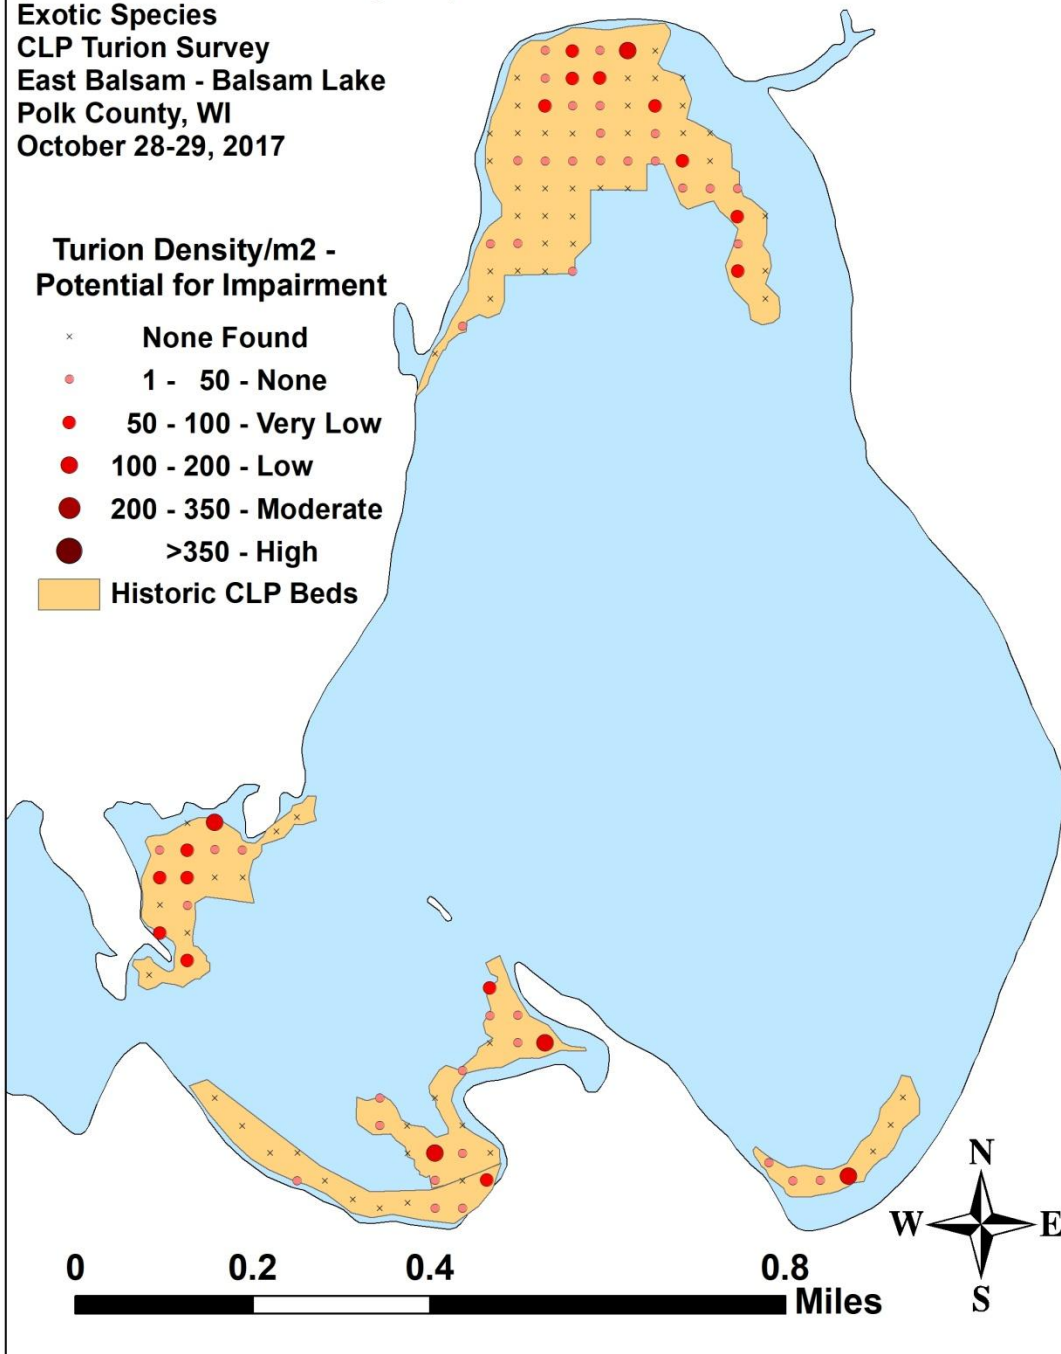 Exotic Species
CLP Turion Survey
East Balsam - Balsam Lake
Polk County, WI
October 28-29, 2017
Turion Density/m2 -
Potential for Impairment
None Found
1 - 50 - None
50 - 100 - Very Low
100 - 200 - Low
200 - 350 - Moderate
>350 - High
Historic CLP Beds
N
W E
S
0 0.2 0.4 0.8
Miles